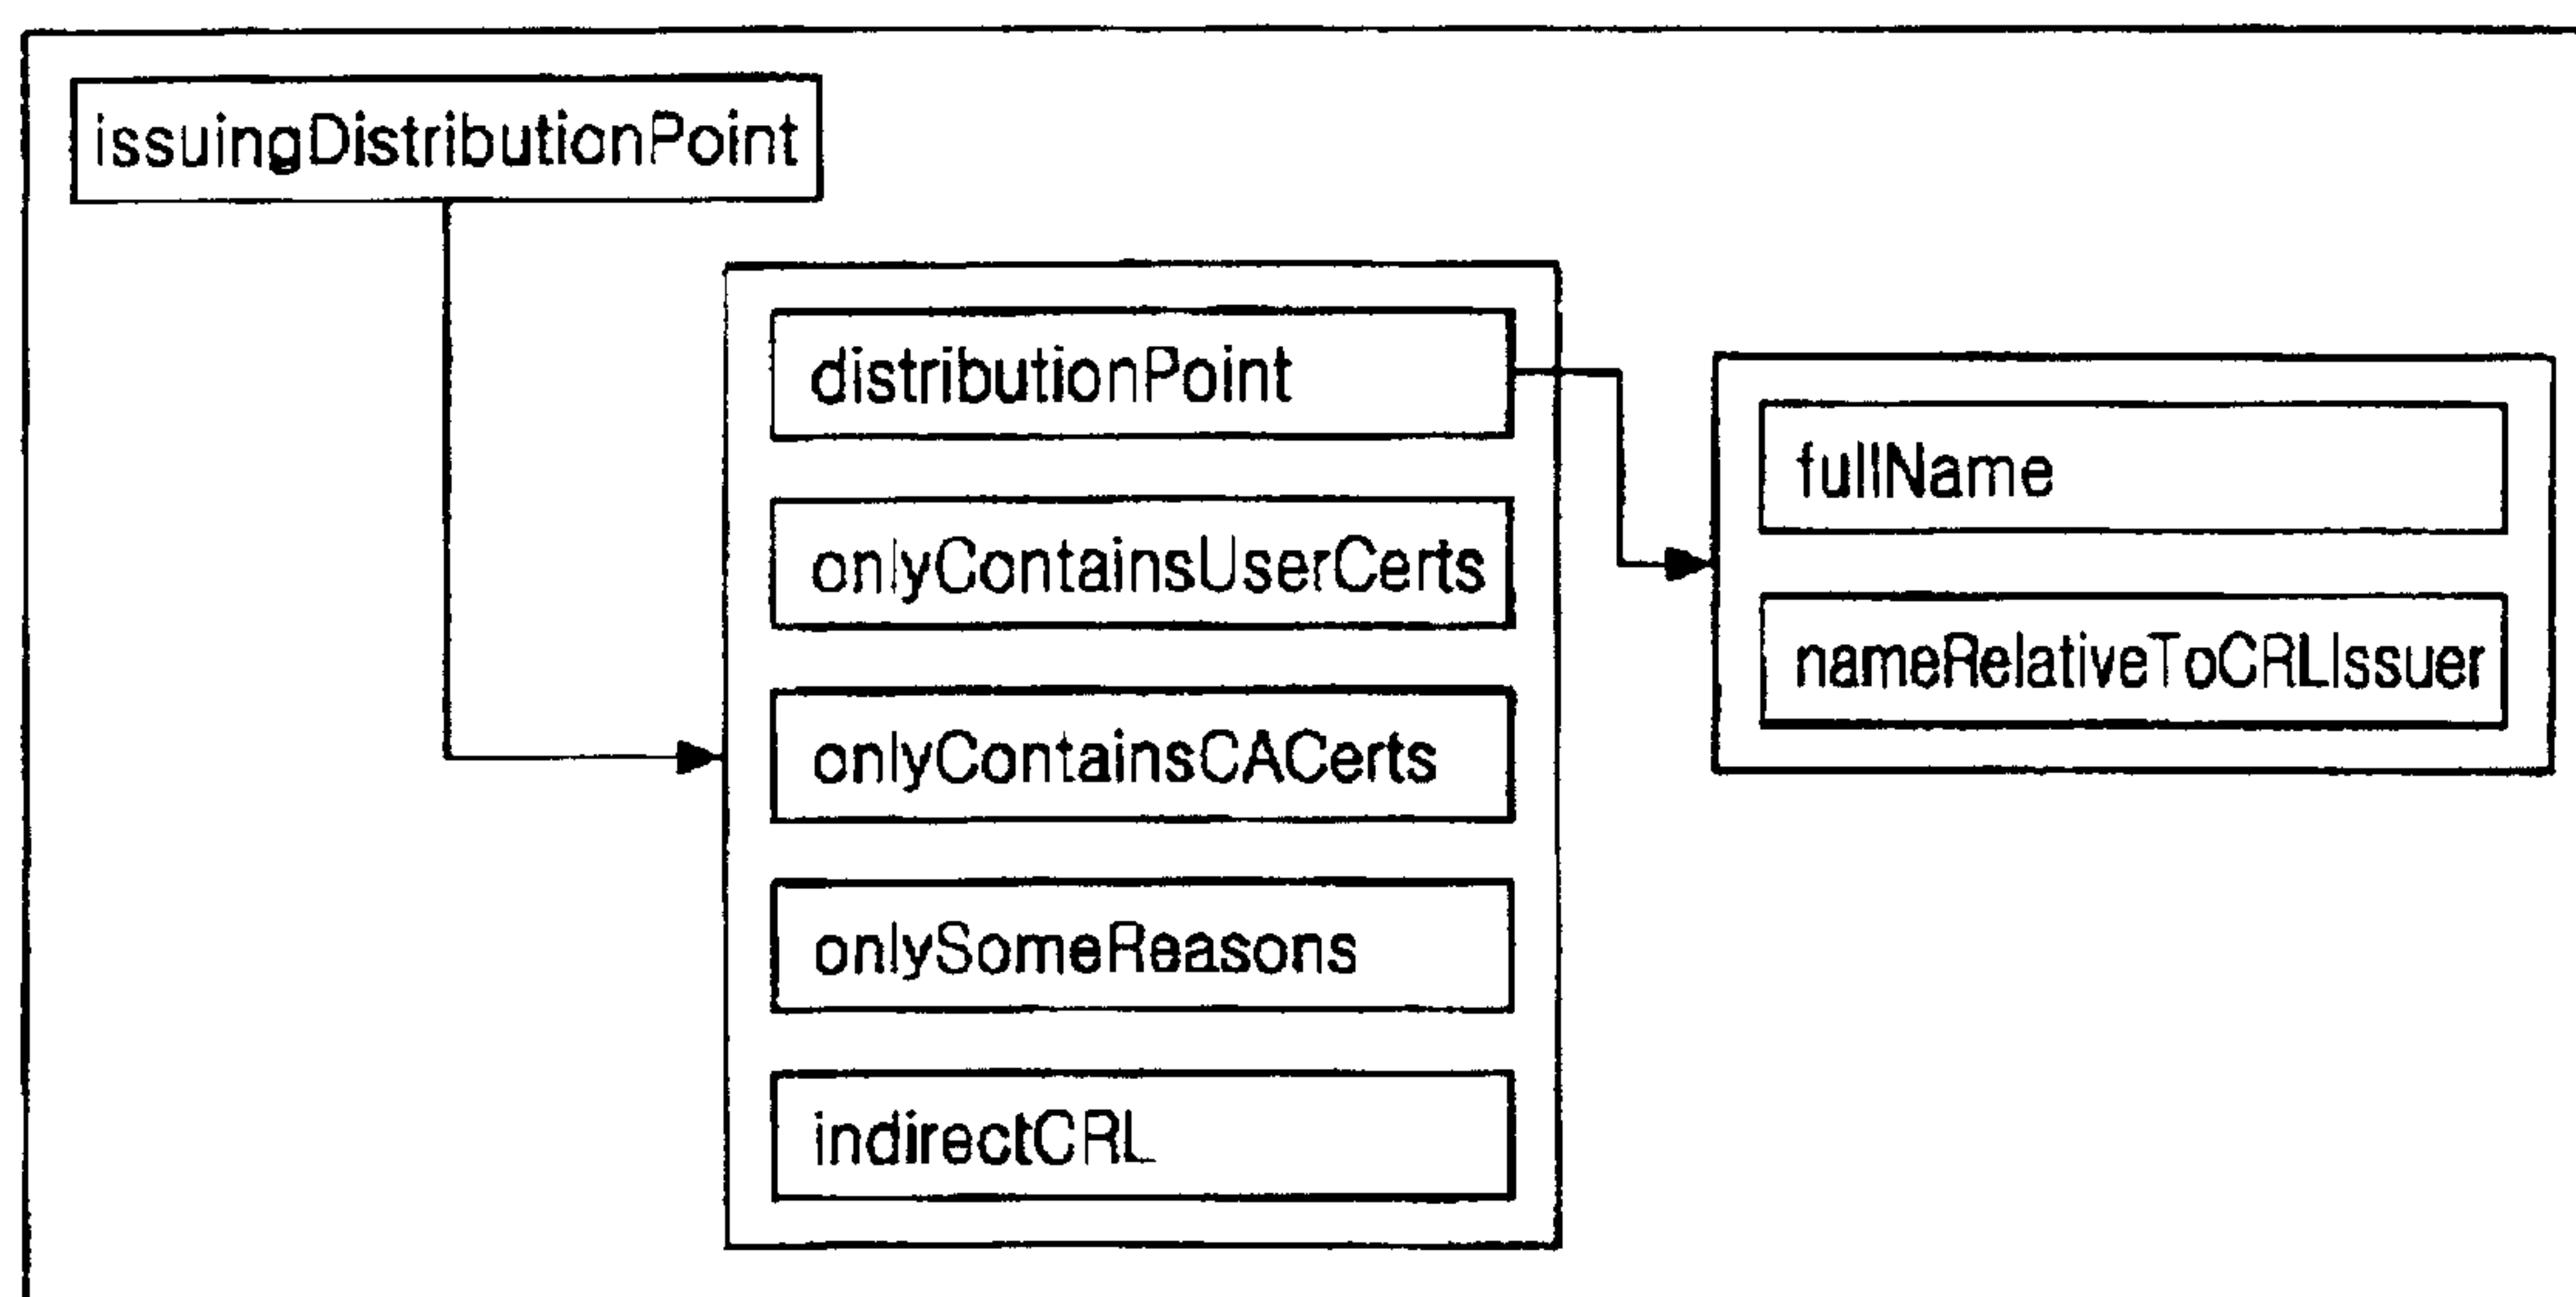 issuingDistributionPoint
distributionPoint
onlyContainsUserCerts
onlyContainsCACerts
onlySomeReasons
indirectCRL
fullName
nameRelativeToCRLIssuer